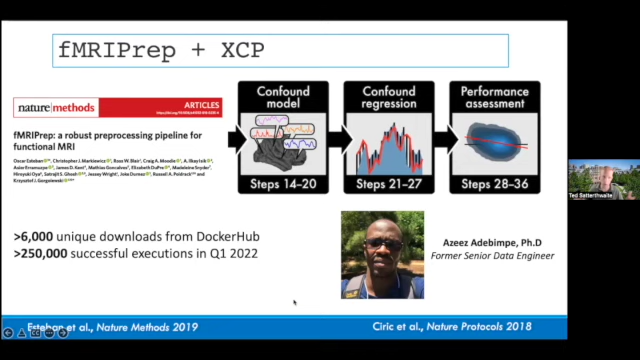 fMRIPrep + XCP
nature|methods
ARTICLES
fMRIPrep: a robust preprocessing pipeline for
functional MRI
Confound
model
Steps 14–20
Confound
regression
Steps 21–27
Performance
assessment
Steps 28–36
>6,000 unique downloads from DockerHub
>250,000 successful executions in Q1 2022
Azeez Adebimpe, Ph.D
Former Senior Data Engineer
Ted Satterthwaite
Esteban et al., Nature Methods 2019
Ciric et al., Nature Protocols 2018